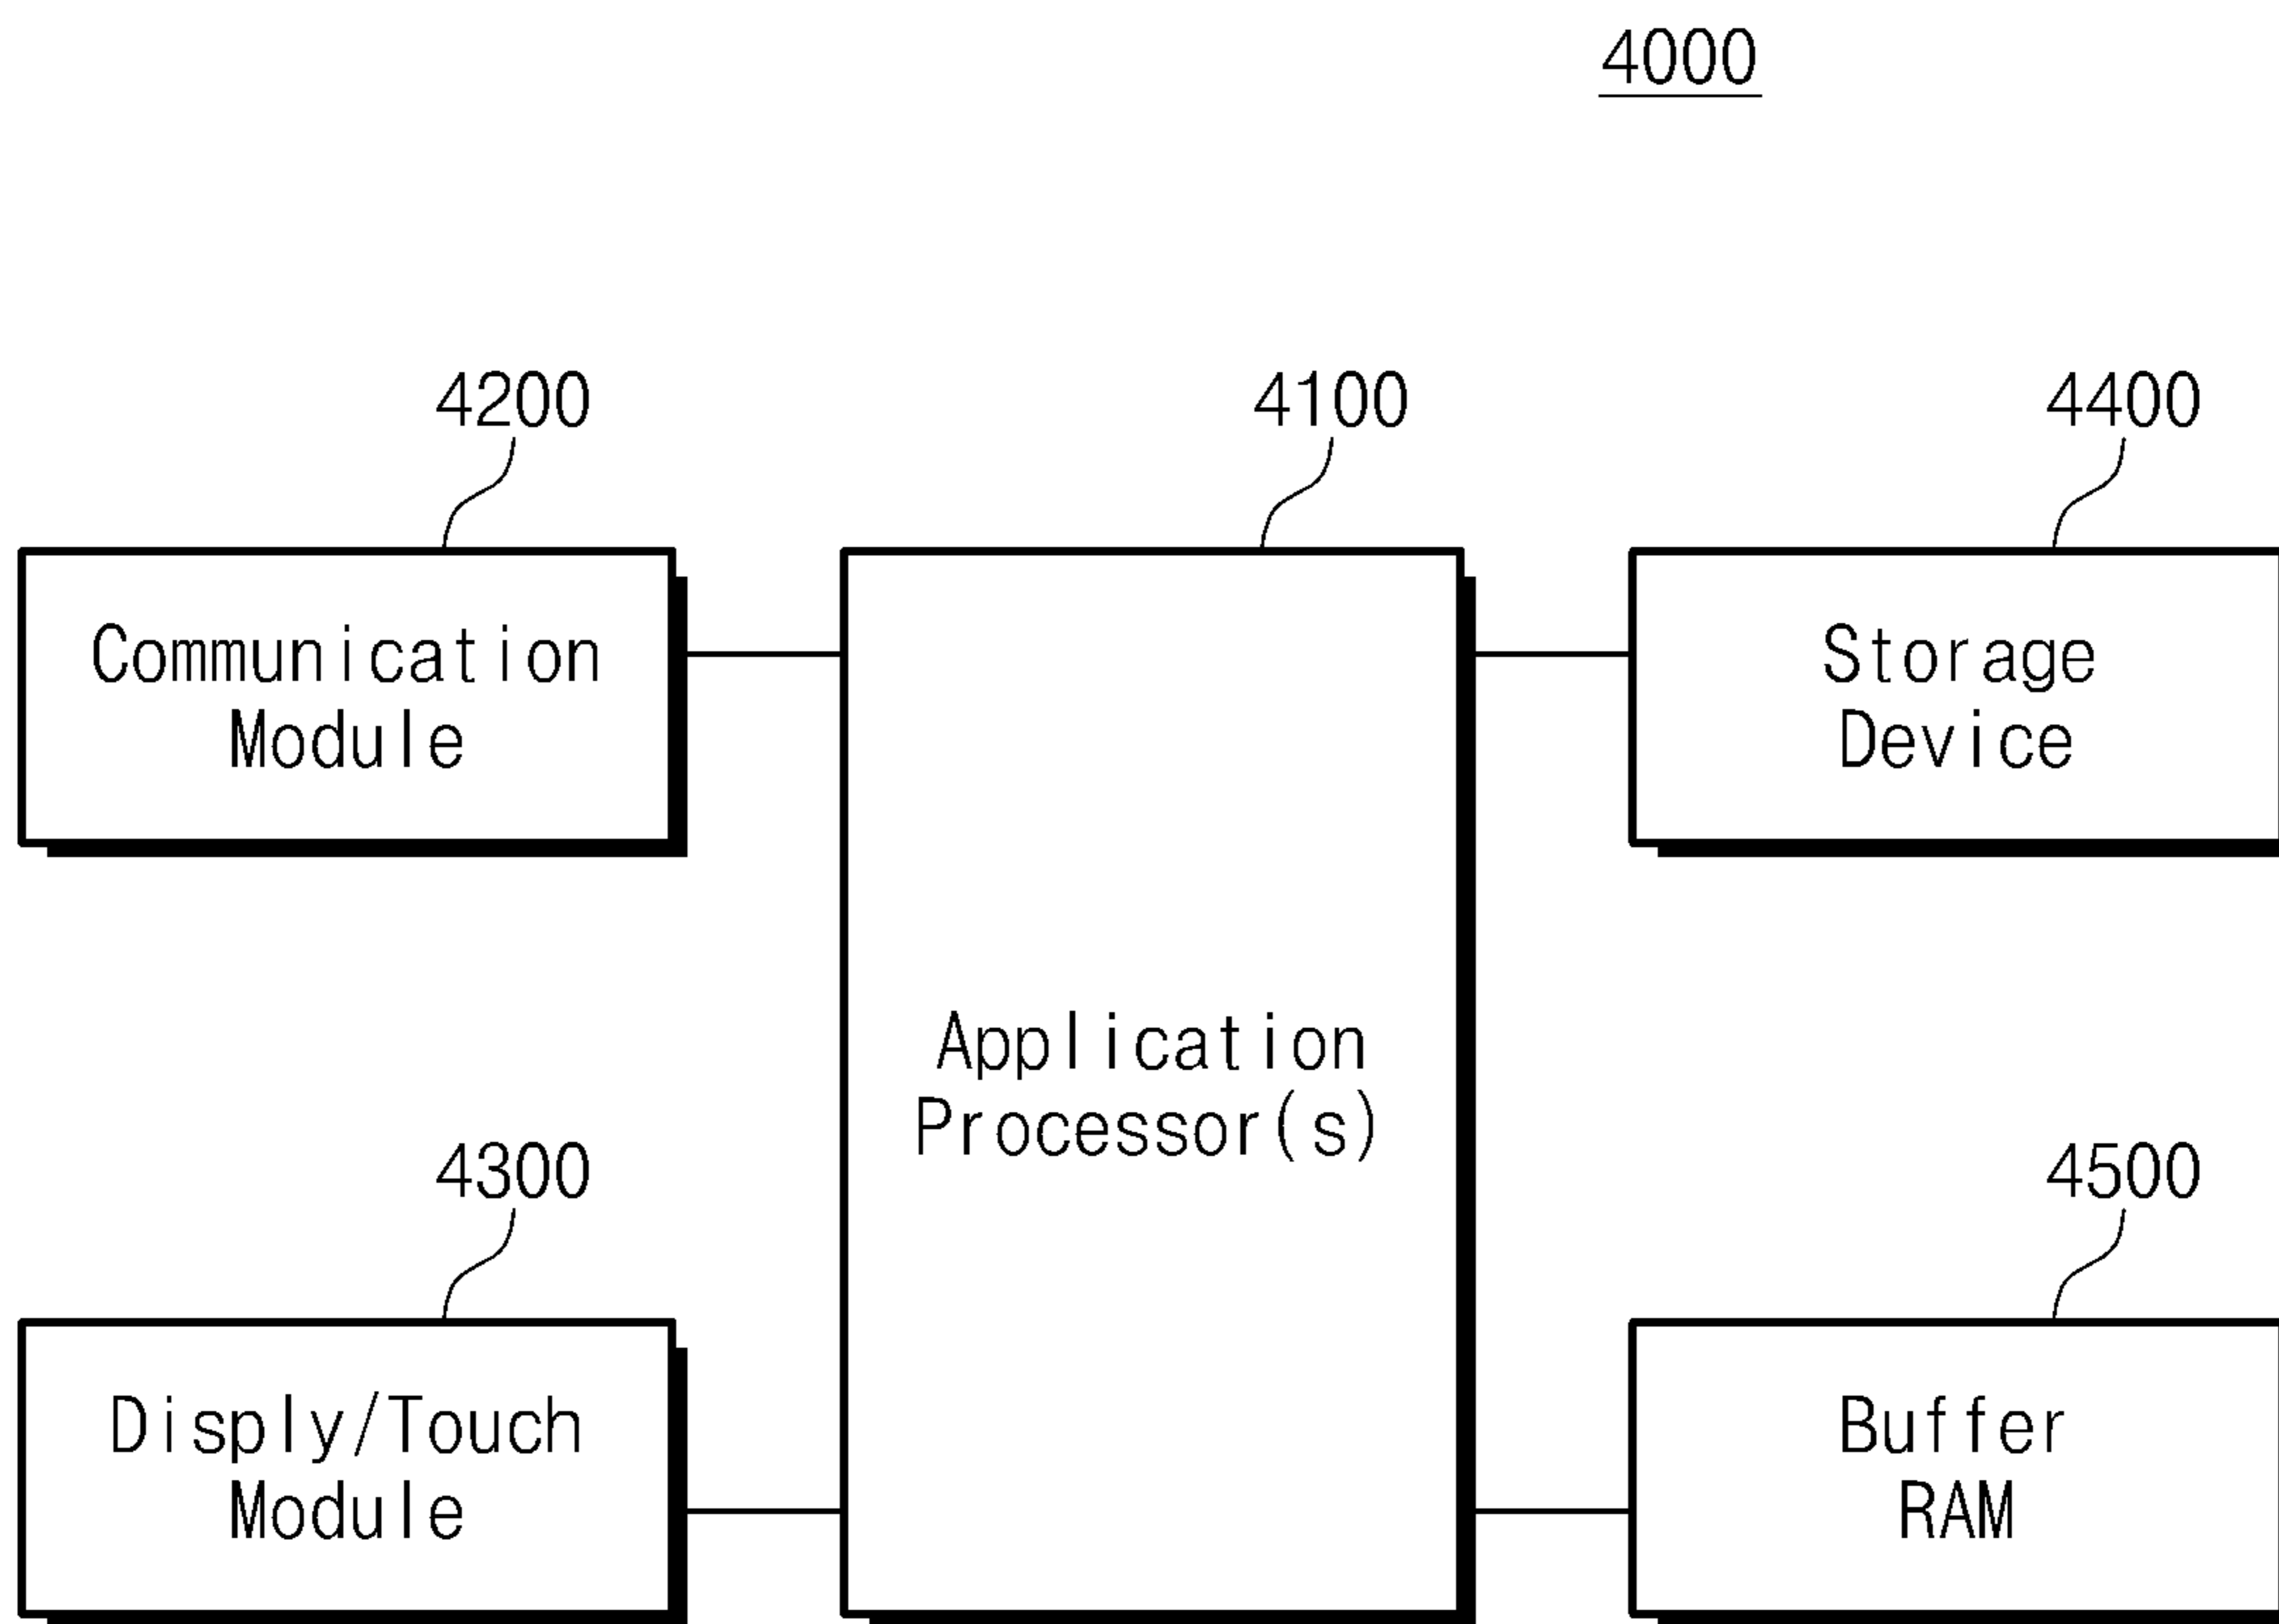 4000
4200
4100
4400
Communication
Module
Storage
Device
Application
Processor(s)
4300
4500
Disply/Touch
Module
Buffer
RAM